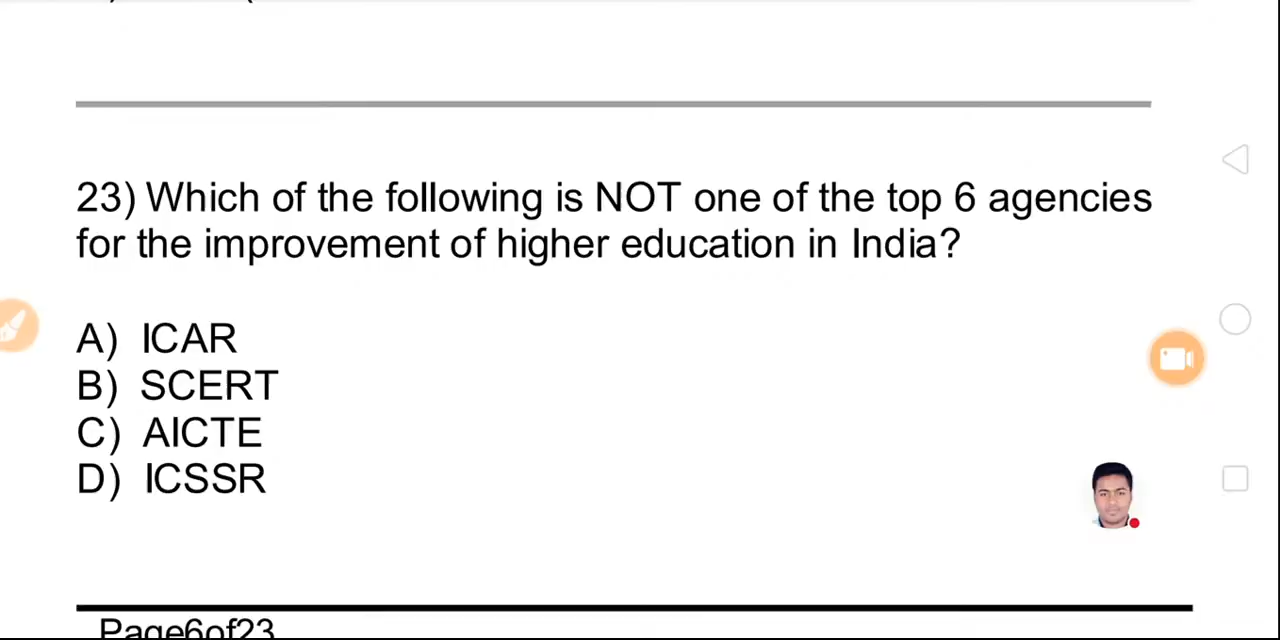 23) Which of the following is NOT one of the top 6 agencies
for the improvement of higher education in India?
A) ICAR
B) SCERT
C) AICTE
D) ICSSR
Page6of23